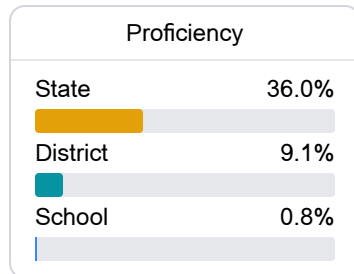 Proficiency
State 36.0%
District 9.1%
School 0.8%